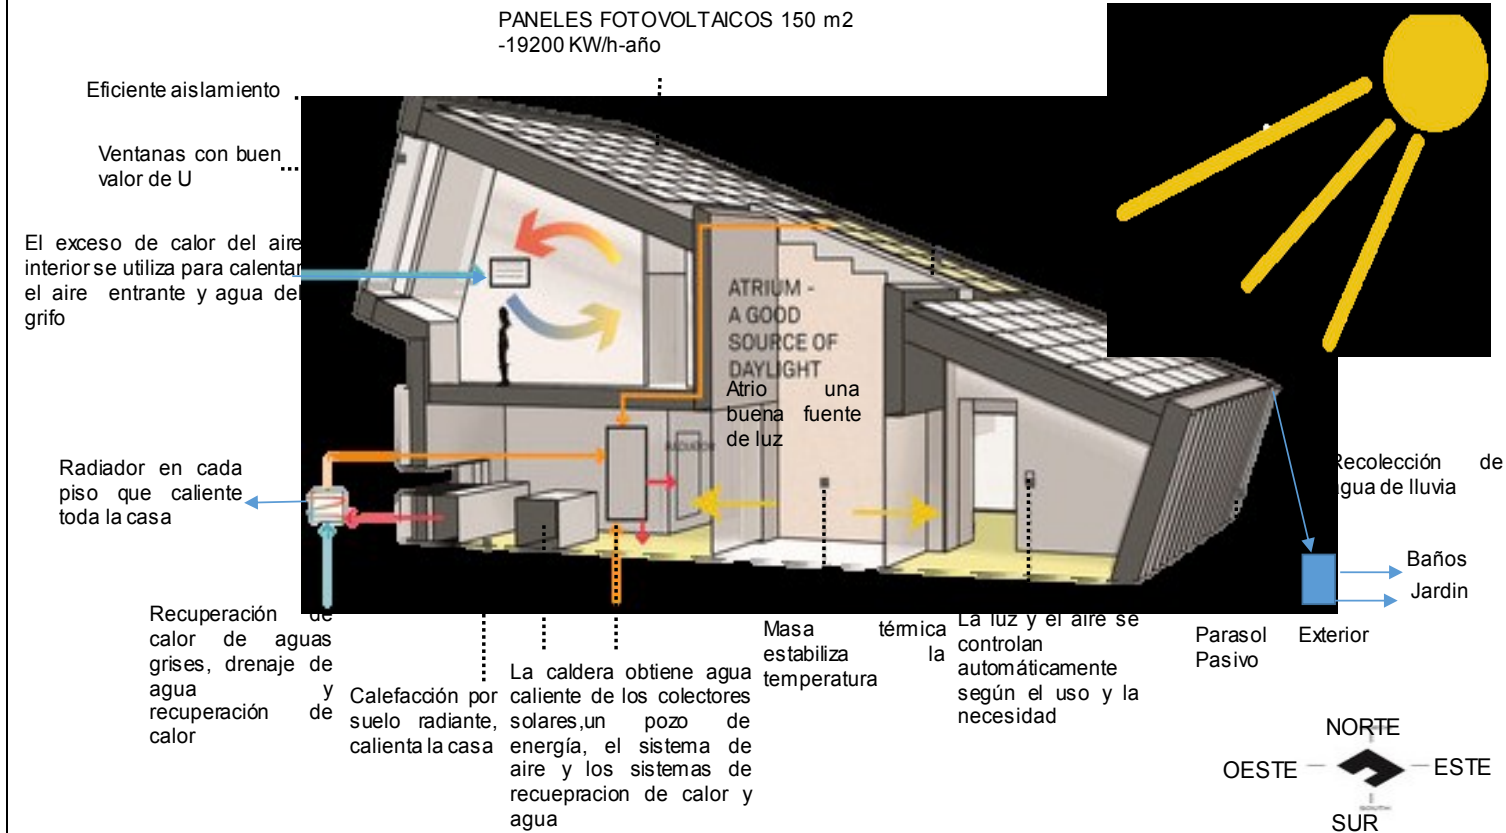 PANELES FOTOVOLTAICOS 150 m2
-19200 KW/h-año
Eficiente aislamiento
Ventanas con buen
valor de U
El exceso de calor del aire
interior se utiliza para calentar
el aire entrante y agua del
grifo
ATRIUM -
A GOOD
SOURCE OF
DAYLIGHT
Atrio una
buena fuente
de luz
RADIATOR
Radiador en cada
piso que caliente
toda la casa
Recolección de
agua de lluvia
Baños
Jardin
Recuperación de
calor de aguas
grises, drenaje de
agua y
recuperación de
calor
Calefacción por
suelo radiante,
calienta la casa
La caldera obtiene agua
caliente de los colectores
solares,un pozo de
energía, el sistema de
aire y los sistemas de
recuepracion de calor y
agua
Masa térmica
estabiliza la
temperatura
La luz y el aire se
controlan
automáticamente
según el uso y la
necesidad
Parasol Exterior
Pasivo
NORTE
OESTE
ESTE
SOUTH
SUR